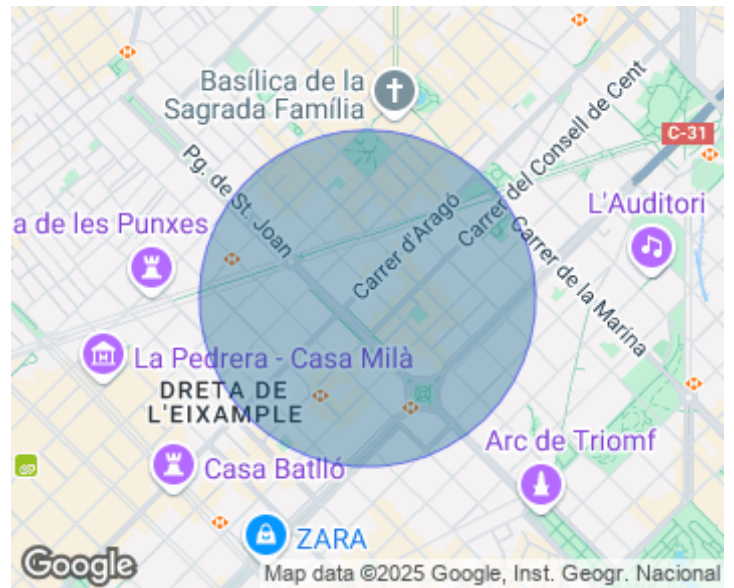 Basílica de la
Sagrada Família
C-31
Carrer del Consell de Cent
Pg. de St. Joan
L'Auditori
a de les Punxes
Carrer d'Aragó
Carrer de la Marina
La Pedrera - Casa Milà
DRETA DE
L'EIXAMPLE
Arc de Triomf
Casa Batlló
ZARA
Google
Map data ©2025 Google, Inst. Geogr. Nacional